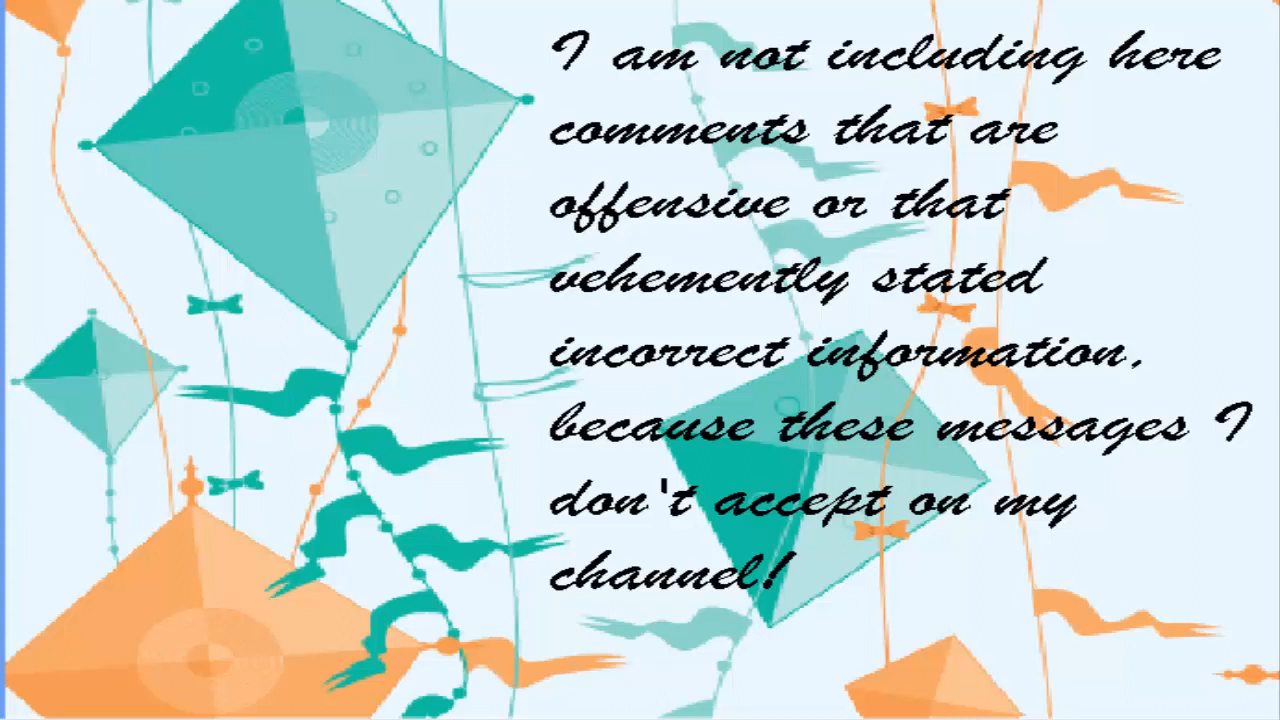 I am not including here
comments that are
offensive or that
vehemently stated
incorrect information,
because these messages I
don't accept on my
channel!